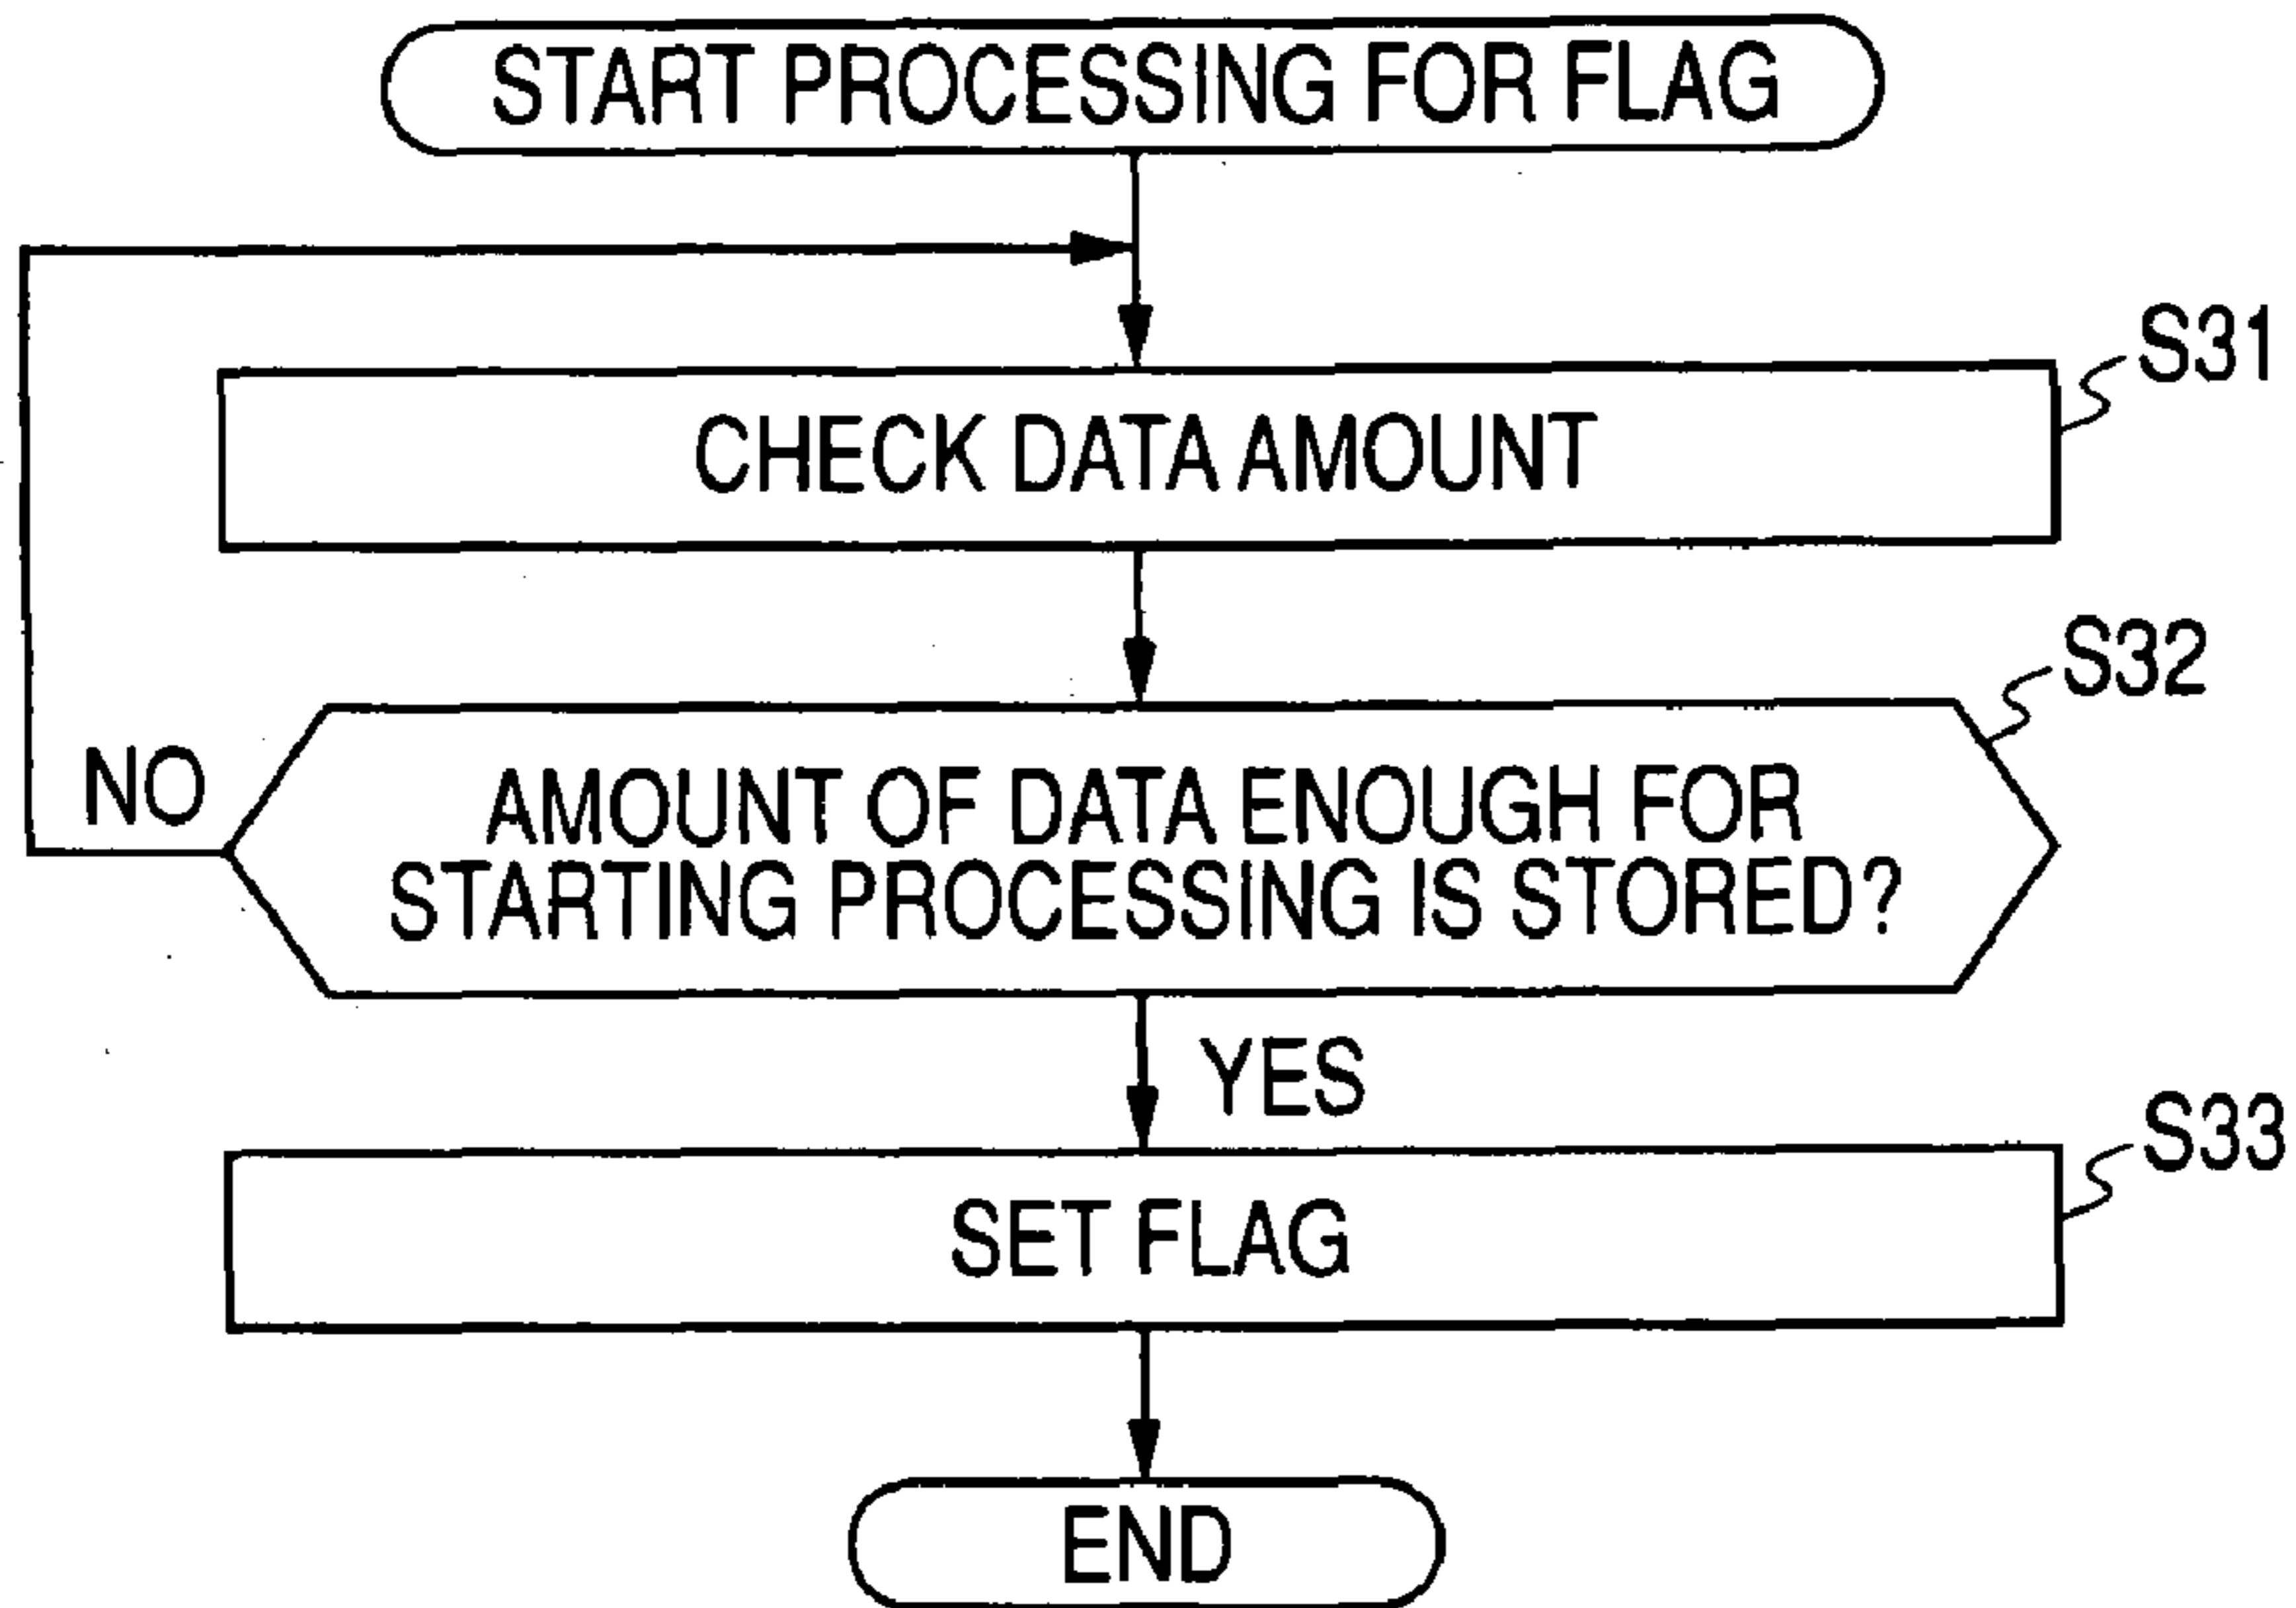 START PROCESSING FOR FLAG
S31
CHECK DATA AMOUNT
S32
NO
AMOUNT OF DATA ENOUGH FOR
STARTING PROCESSING IS STORED?
YES
S33
SET FLAG
END